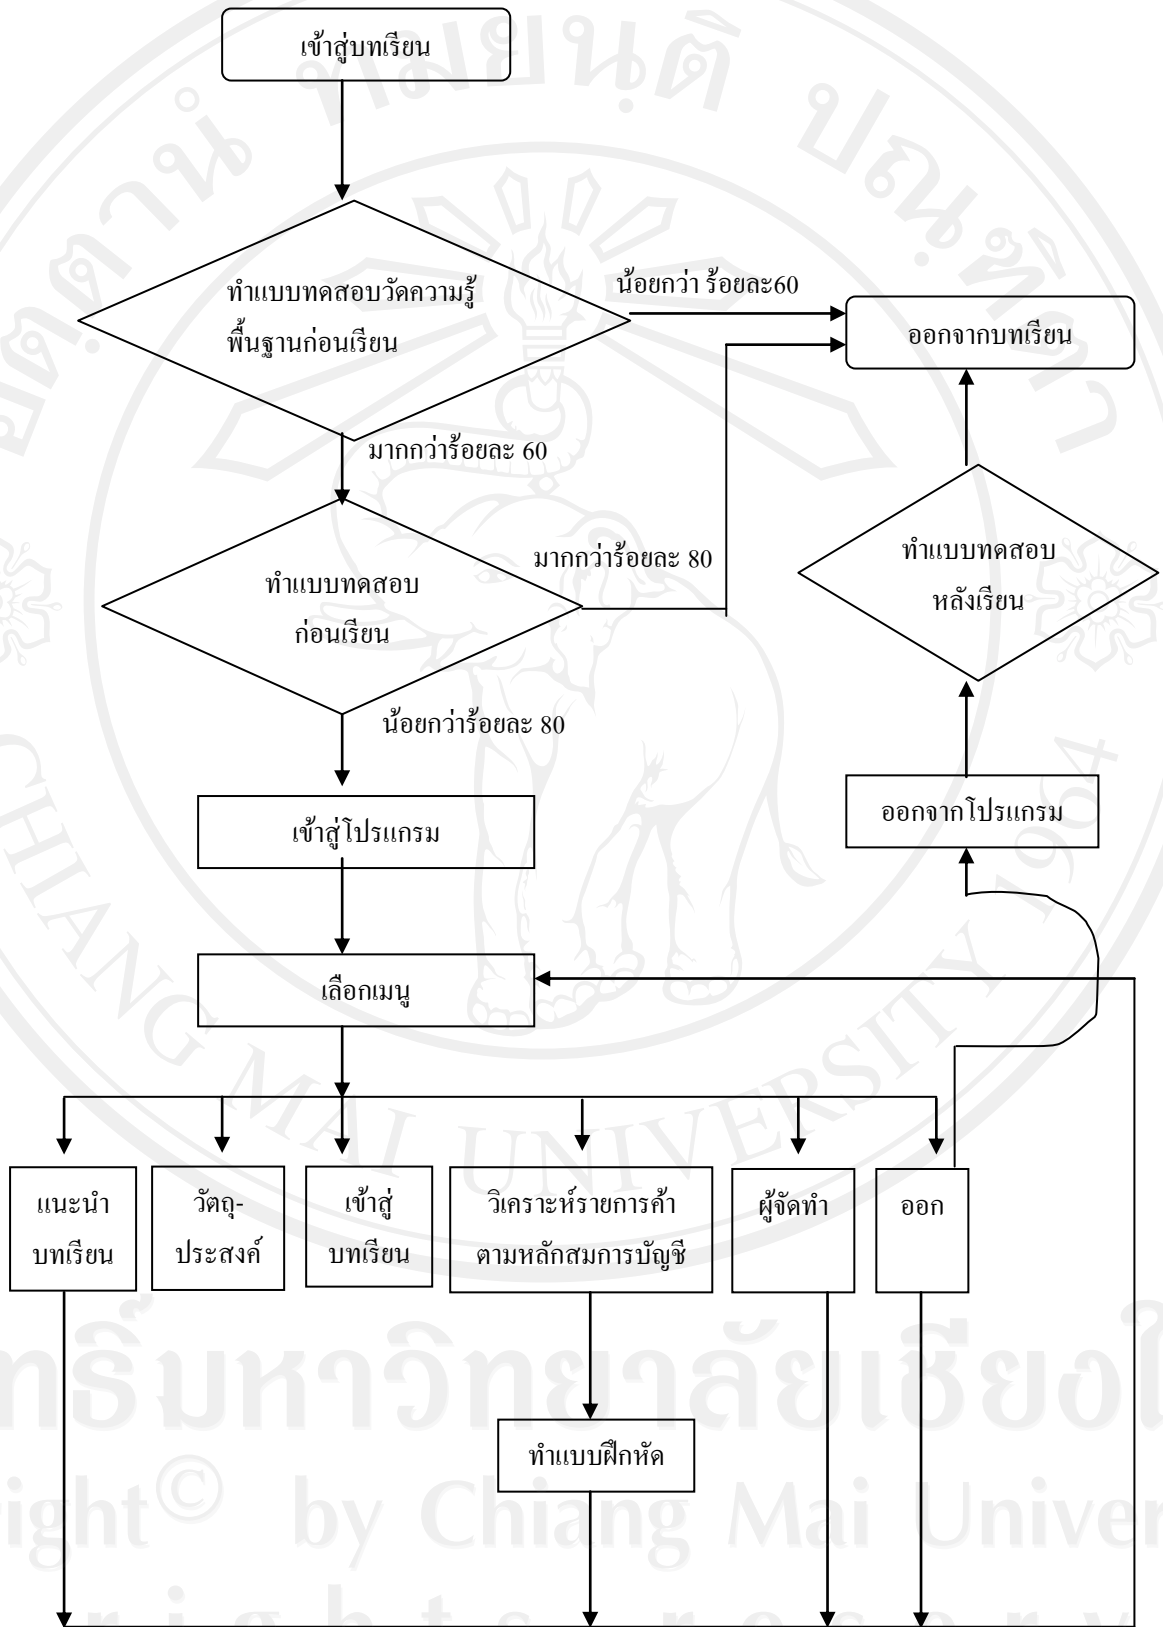 เข้าสู่บทเรียน
ทำแบบทดสอบวัดความรู้
พื้นฐานก่อนเรียน
น้อยกว่า ร้อยละ60
ออกจากบทเรียน
มากกว่าร้อยละ 60
ทำแบบทดสอบ
ก่อนเรียน
มากกว่าร้อยละ 80
ทำแบบทดสอบ
หลังเรียน
น้อยกว่าร้อยละ 80
เข้าสู่โปรแกรม
ออกจากโปรแกรม
เลือกเมนู
แนะนำ
บทเรียน
วัตถุ-
ประสงค์
เข้าสู่
บทเรียน
วิเคราะห์รายการค้า
ตามหลักสมการบัญชี
ผู้จัดทำ
ออก
ทำแบบฝึกหัด
CHIANG MAI UNIVERSITY 1964
© by Chiang Mai